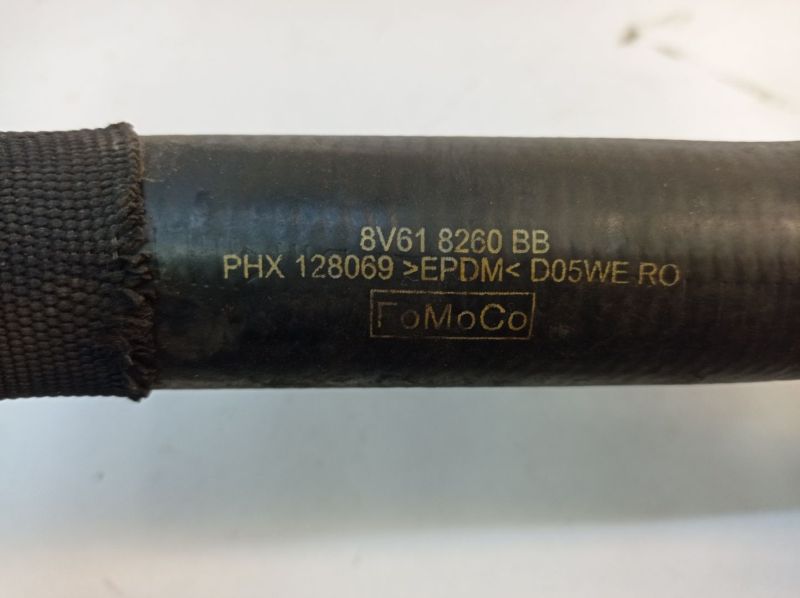 8V61 8260 BB
PHX 128069 >EPDM< D05WE RO
FoMoCo